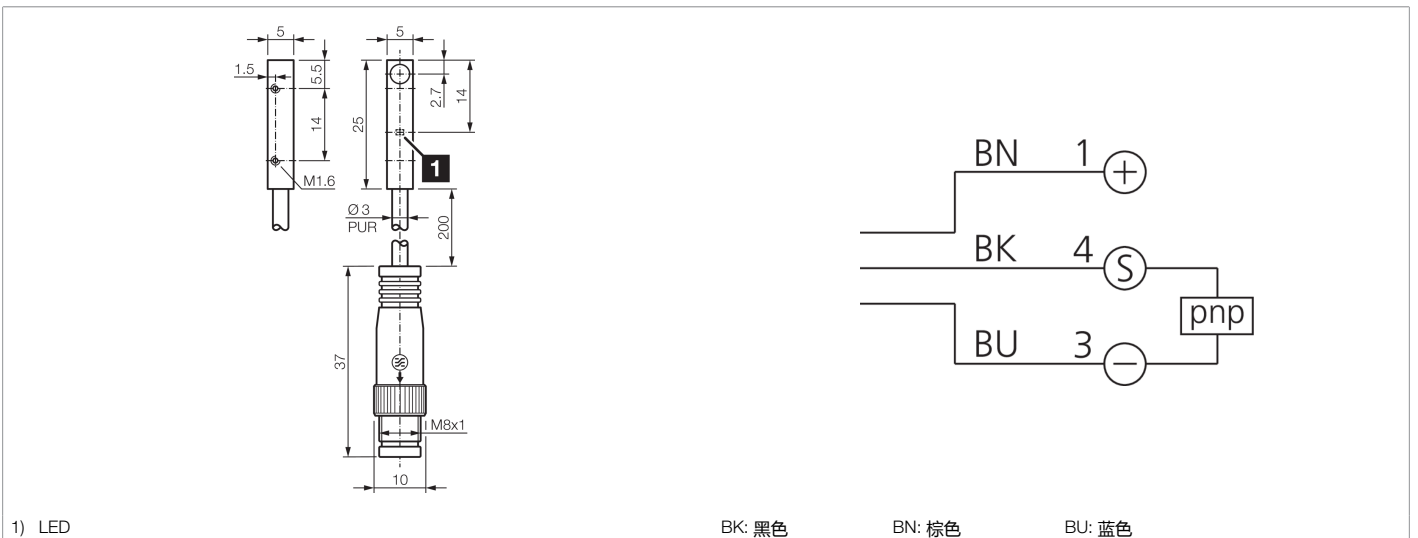 5
5
1.5
5.5
2.7
14
14
25
1
M1.6
Ø 3
PUR
200
37
M8x1
10
BN 1
+
BK 4
S
pnp
BU 3
−
1) LED
BK: 黑色 BN: 棕色 BU: 蓝色